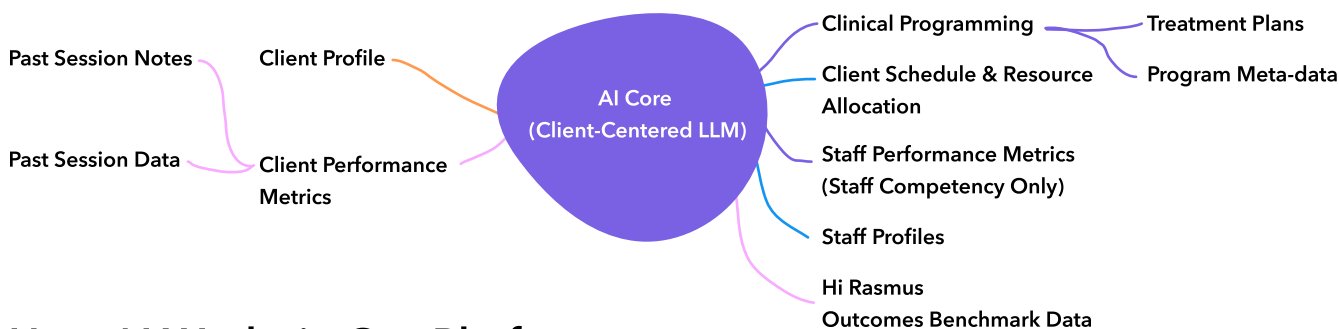 Past Session Notes
Past Session Data
Client Profile
Client Performance
Metrics
AI Core
(Client-Centered LLM)
Clinical Programming
Treatment Plans
Program Meta-data
Client Schedule & Resource
Allocation
Staff Performance Metrics
(Staff Competency Only)
Staff Profiles
Hi Rasmus
Outcomes Benchmark Data